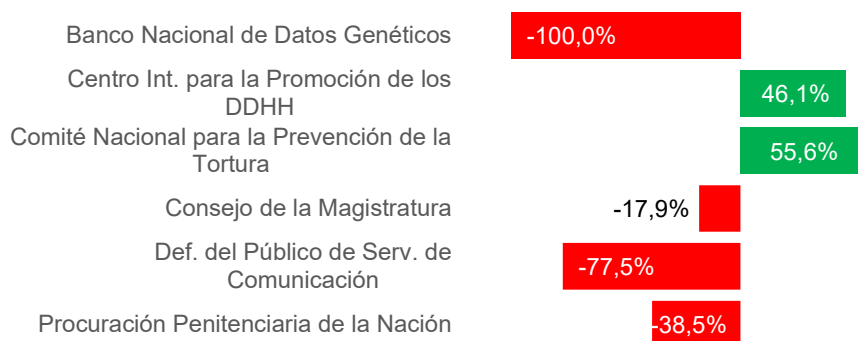 Banco Nacional de Datos Genéticos
-100,0%
Centro Int. para la Promoción de los
DDHH
46,1%
Comité Nacional para la Prevención de la
Tortura
55,6%
Consejo de la Magistratura
-17,9%
Def. del Público de Serv. de
Comunicación
-77,5%
Procuración Penitenciaria de la Nación
-38,5%